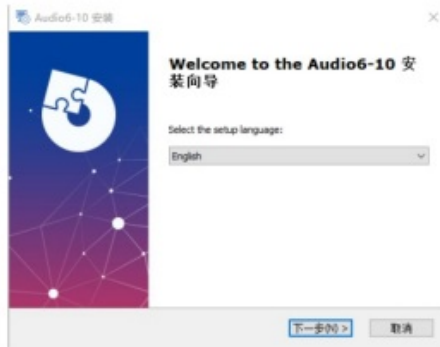 Audio6-10 安装
Welcome to the Audio6-10 安
装向导
Select the setup language:
English
下一步(N) >
取消